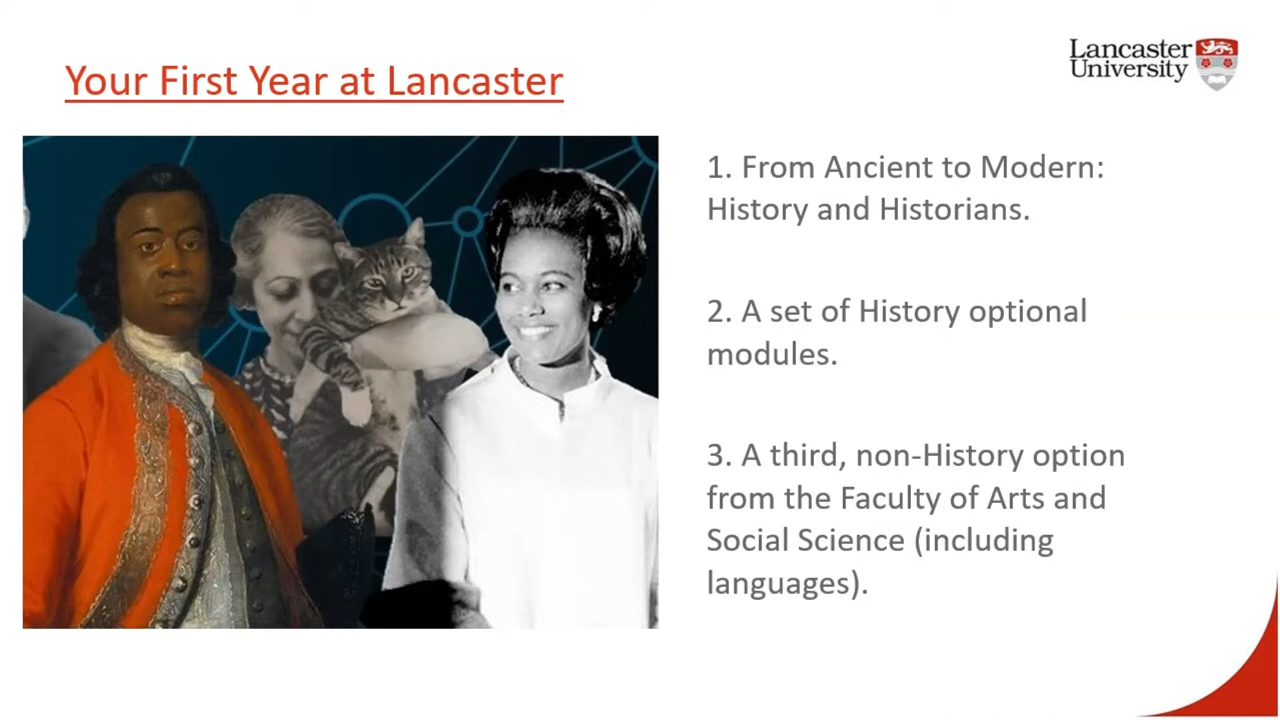 Your First Year at Lancaster
Lancaster
University
1. From Ancient to Modern:
History and Historians.
2. A set of History optional
modules.
3. A third, non-History option
from the Faculty of Arts and
Social Science (including
languages).